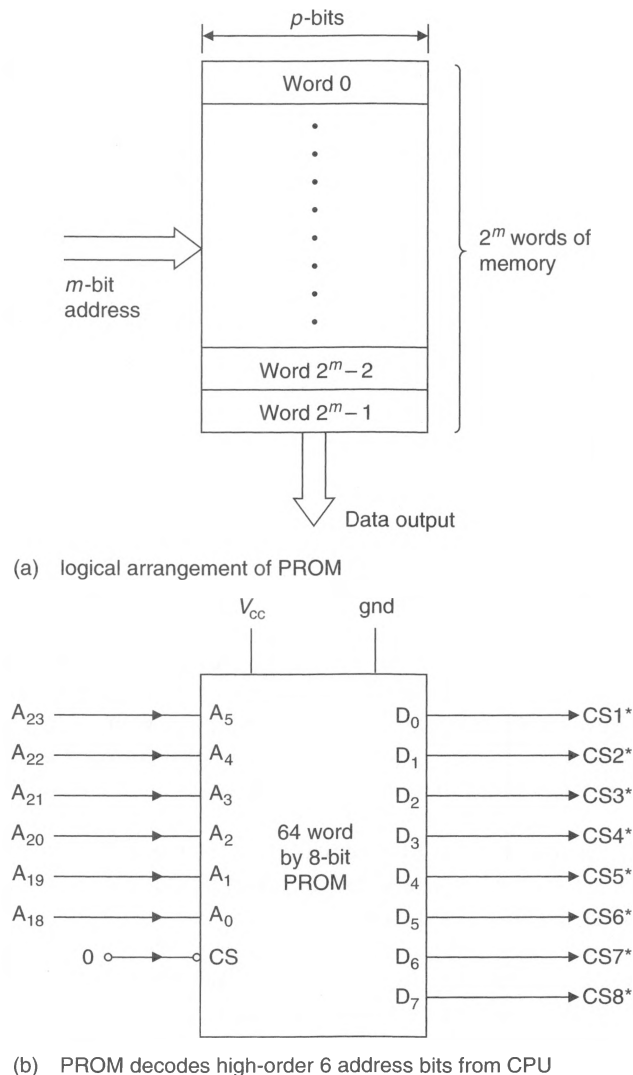 p-bits
Word 0
2^m words of
memory
m-bit
address
Word 2^m – 2
Word 2^m – 1
Data output
(a) logical arrangement of PROM
V_cc gnd
A_23 A_5 D_0 CS1*
A_22 A_4 D_1 CS2*
A_21 A_3 D_2 CS3*
A_20 A_2 64 word D_3 CS4*
by 8-bit
A_19 A_1 PROM D_4 CS5*
A_18 A_0 D_5 CS6*
0 CS D_6 CS7*
D_7 CS8*
(b) PROM decodes high-order 6 address bits from CPU